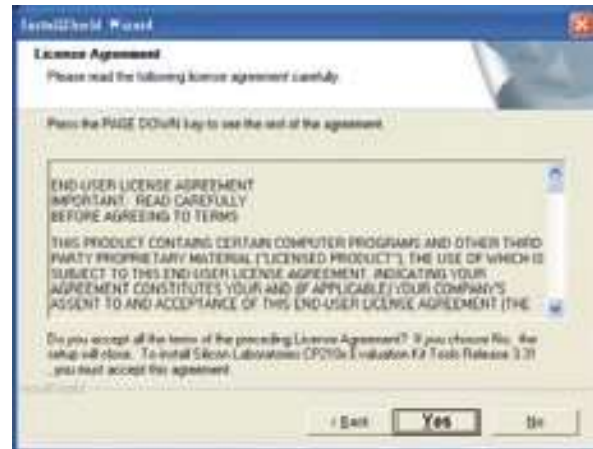 InstallShield Wizard
License Agreement
Please read the following license agreement carefully.
Press the PAGE DOWN key to see the rest of the agreement.
END-USER LICENSE AGREEMENT
IMPORTANT: READ CAREFULLY
BEFORE AGREEING TO TERMS
THIS PRODUCT CONTAINS CERTAIN COMPUTER PROGRAMS AND OTHER THIRD
PARTY PROPRIETARY MATERIAL ("LICENSED PRODUCT"), THE USE OF WHICH IS
SUBJECT TO THIS END-USER LICENSE AGREEMENT. INDICATING YOUR
AGREEMENT CONSTITUTES YOUR AND (IF APPLICABLE) YOUR COMPANY'S
ASSENT TO AND ACCEPTANCE OF THIS END-USER LICENSE AGREEMENT (THE
Do you accept all the terms of the preceding License Agreement? If you choose No, the
setup will close. To install Silicon Laboratories CP210x Evaluation Kit Tools Release 3.31
, you must accept this agreement.
InstallShield
< Back Yes No